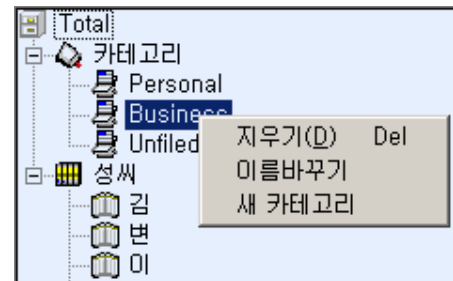 Total
카테고리
Personal
Business
Unfiled
지우기(D) Del
이름바꾸기
새 카테고리
성씨
김
변
이